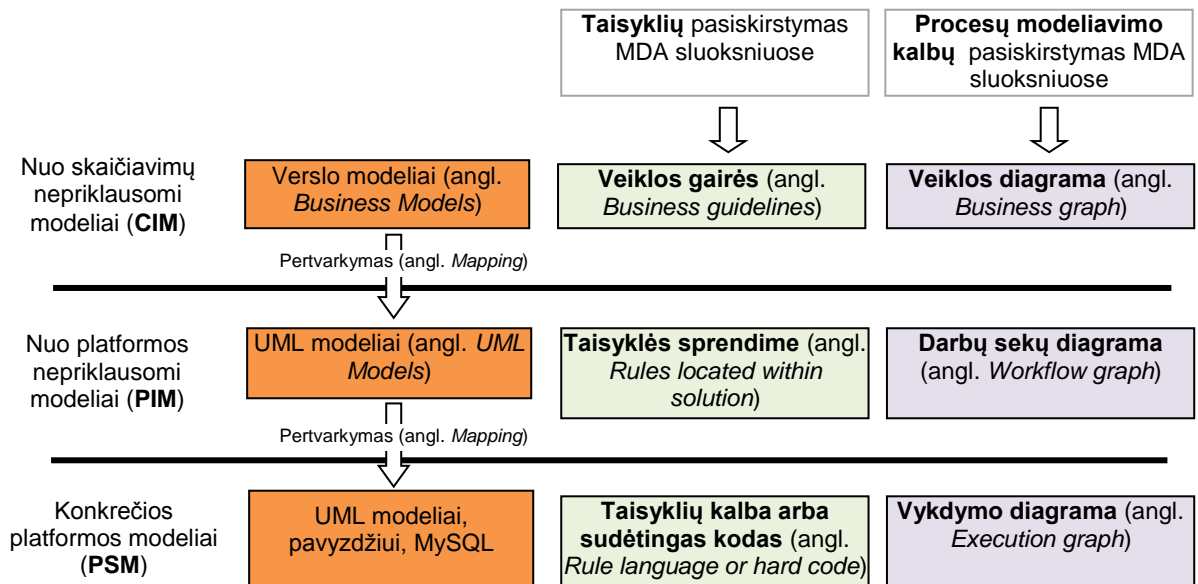 Taisyklių pasiskirstymas
MDA sluoksniuose
Procesų modeliavimo
kalbų pasiskirstymas MDA
sluoksniuose
Nuo skaičiavimų
nepriklausomi
modeliai (CIM)
Verslo modeliai (angl.
Business Models)
Veiklos gairės (angl.
Business guidelines)
Veiklos diagrama (angl.
Business graph)
Pertvarkymas (angl. Mapping)
Nuo platformos
nepriklausomi
modeliai (PIM)
UML modeliai (angl. UML
Models)
Taisyklės sprendime (angl.
Rules located within
solution)
Darbų sekų diagrama
(angl. Workflow graph)
Pertvarkymas (angl. Mapping)
Konkrečios
platformos modeliai
(PSM)
UML modeliai,
pavyzdžiui, MySQL
Taisyklių kalba arba
sudėtingas kodas (angl.
Rule language or hard code)
Vykdymo diagrama (angl.
Execution graph)